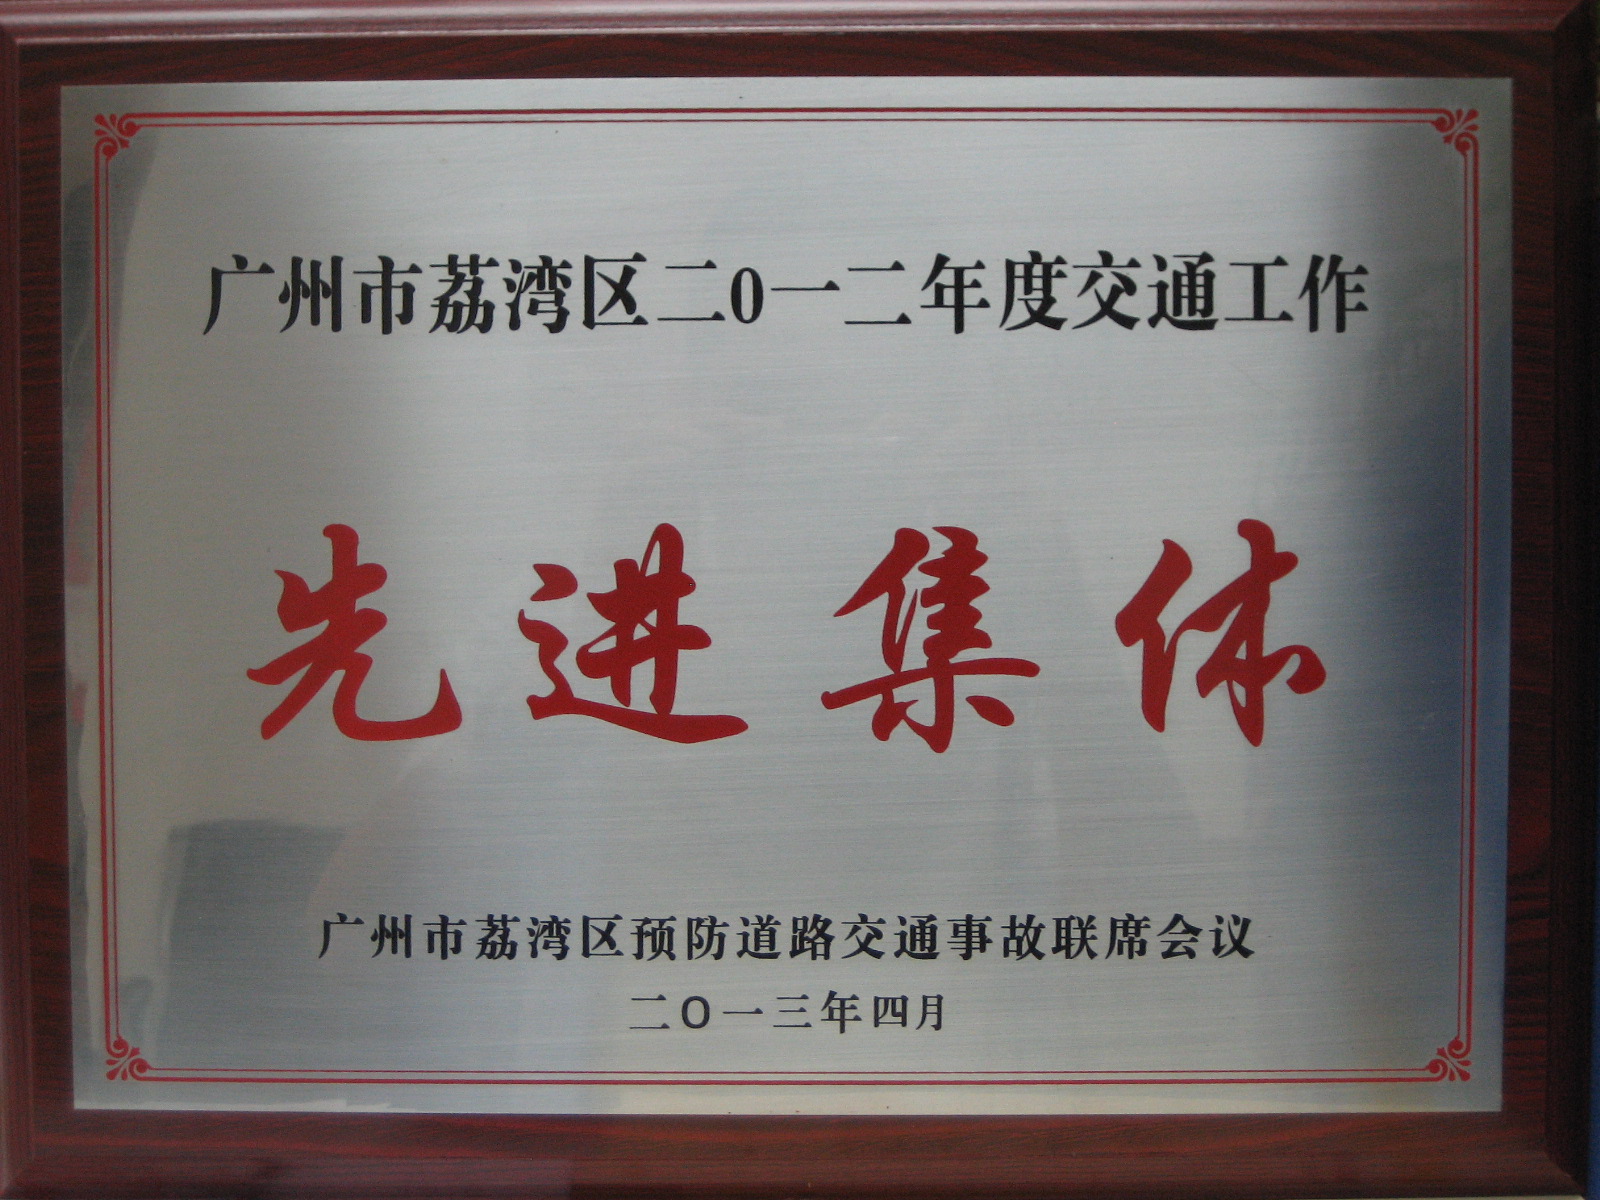 广州市荔湾区二0一二年度交通工作
先进集体
广州市荔湾区预防道路交通事故联席会议
二O一三年四月